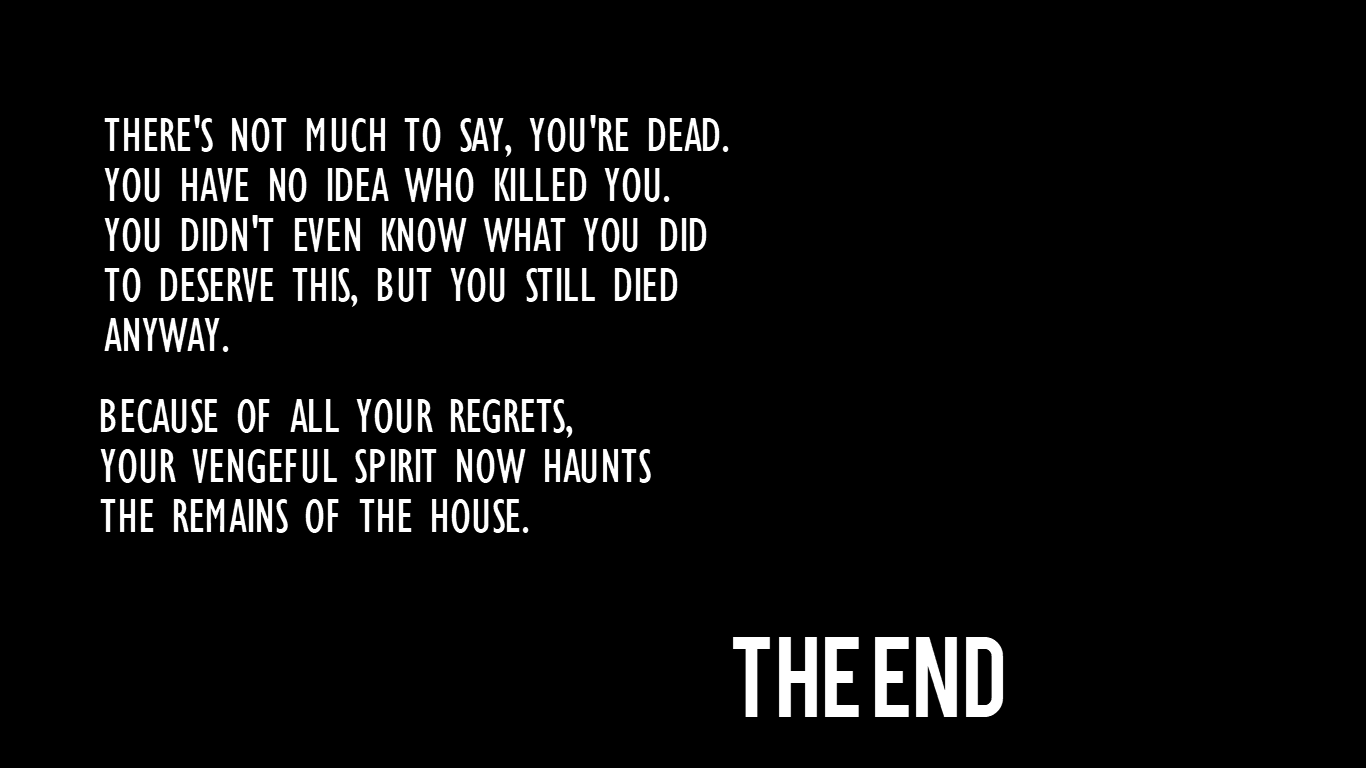 THERE'S NOT MUCH TO SAY, YOU'RE DEAD.
YOU HAVE NO IDEA WHO KILLED YOU.
YOU DIDN'T EVEN KNOW WHAT YOU DID
TO DESERVE THIS, BUT YOU STILL DIED
ANYWAY.
BECAUSE OF ALL YOUR REGRETS,
YOUR VENGEFUL SPIRIT NOW HAUNTS
THE REMAINS OF THE HOUSE.
THE END